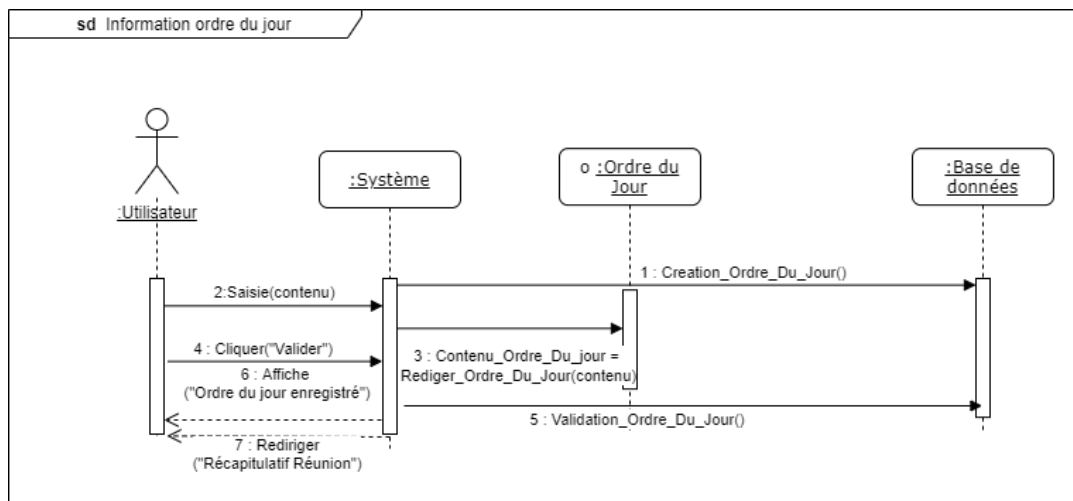 sd Information ordre du jour
:Utilisateur
:Système
o :Ordre du
Jour
:Base de
données
1 : Creation_Ordre_Du_Jour()
2:Saisie(contenu)
4 : Cliquer("Valider")
3 : Contenu_Ordre_Du_jour =
Rediger_Ordre_Du_Jour(contenu)
6 : Affiche
("Ordre du jour enregistré")
5 : Validation_Ordre_Du_Jour()
7 : Rediriger
("Récapitulatif Réunion")